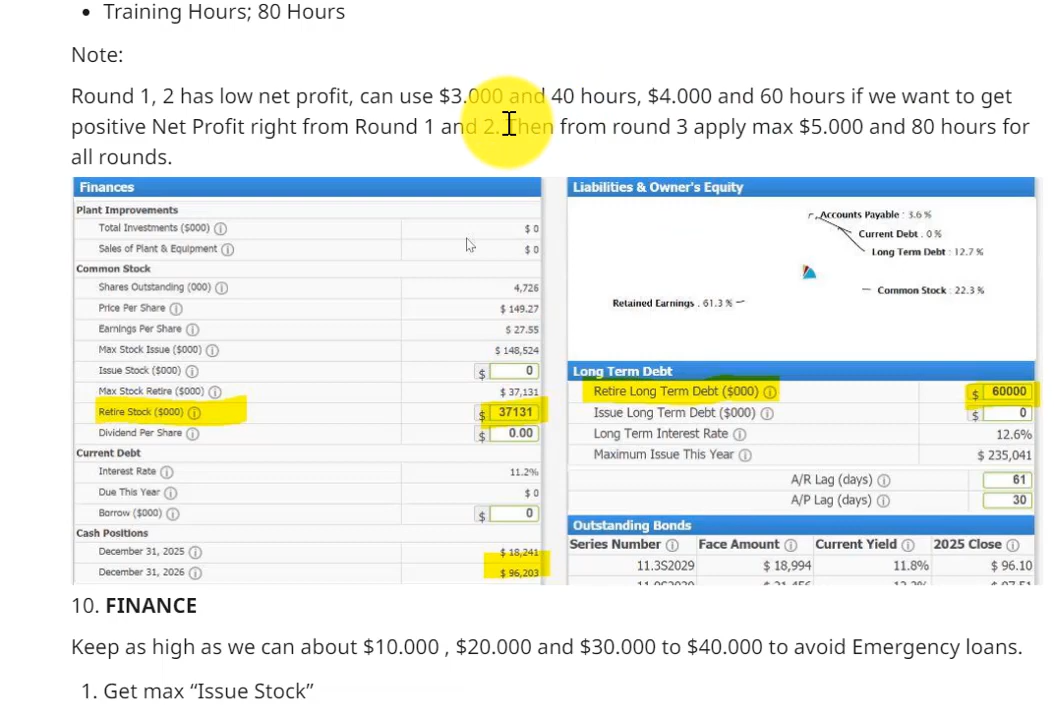 • Training Hours; 80 Hours
Note:
Round 1, 2 has low net profit, can use $3.000 and 40 hours, $4.000 and 60 hours if we want to get
positive Net Profit right from Round 1 and 2. Then from round 3 apply max $5.000 and 80 hours for
all rounds.
Finances
Plant Improvements
Total Investments ($000) $ 0
Sales of Plant & Equipment $ 0
Common Stock
Shares Outstanding (000) 4,726
Price Per Share $ 149.27
Earnings Per Share $ 27.55
Max Stock Issue ($000) $ 148,524
Issue Stock ($000) $ 0
Max Stock Retire ($000) $ 37,131
Retire Stock ($000) $ 37131
Dividend Per Share $ 0.00
Current Debt
Interest Rate 11.2%
Due This Year $ 0
Borrow ($000) $ 0
Cash Positions
December 31, 2025 $ 18,241
December 31, 2026 $ 96,203
Liabilities & Owner's Equity
Accounts Payable : 3.6 %
Current Debt : 0 %
Long Term Debt : 12.7 %
Common Stock : 22.3 %
Retained Earnings : 61.3 %
Long Term Debt
Retire Long Term Debt ($000) $ 60000
Issue Long Term Debt ($000) $ 0
Long Term Interest Rate 12.6%
Maximum Issue This Year $ 235,041
A/R Lag (days) 61
A/P Lag (days) 30
Outstanding Bonds
Series Number Face Amount Current Yield 2025 Close
11.3S2029 $ 18,994 11.8% $ 96.10
10. FINANCE
Keep as high as we can about $10.000 , $20.000 and $30.000 to $40.000 to avoid Emergency loans.
1. Get max “Issue Stock”